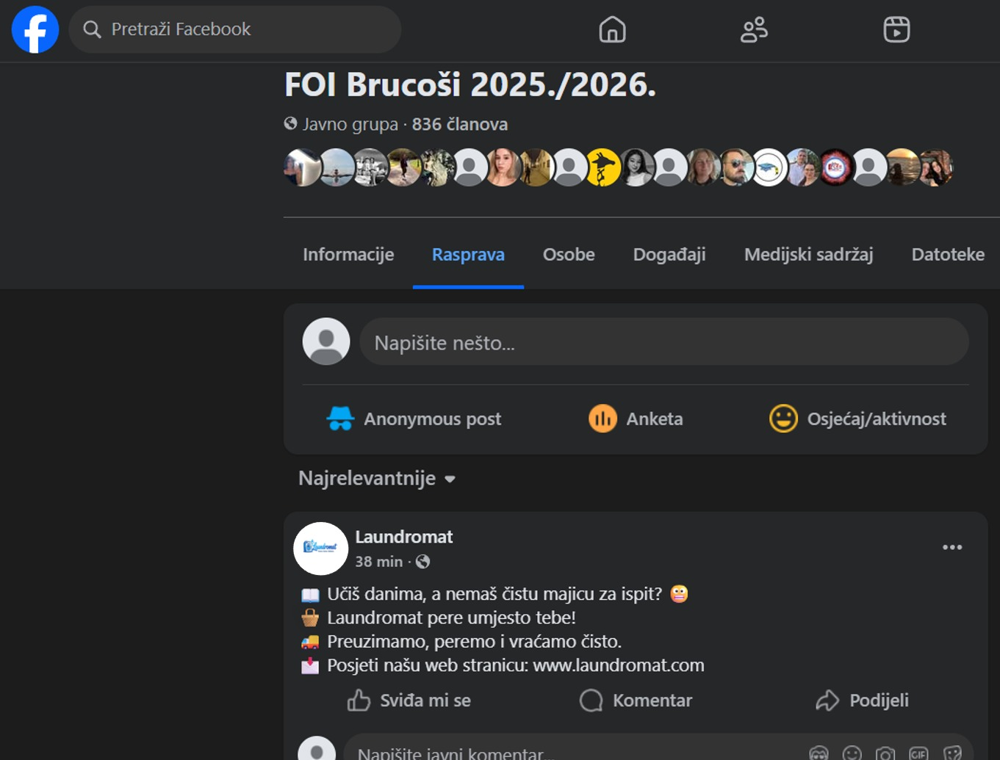 Pretraži Facebook
FOI Brucoši 2025./2026.
Javno grupa · 836 članova
Informacije Rasprava Osobe Događaji Medijski sadržaj Datoteke
Napišite nešto...
Anonymous post Anketa Osjećaj/aktivnost
Najrelevantnije
Laundromat
38 min ·
Učiš danima, a nemaš čistu majicu za ispit?
Laundromat pere umjesto tebe!
Preuzimamo, peremo i vraćamo čisto.
Posjeti našu web stranicu: www.laundromat.com
Sviđa mi se Komentar Podijeli
Napišite javni komentar...
GIF